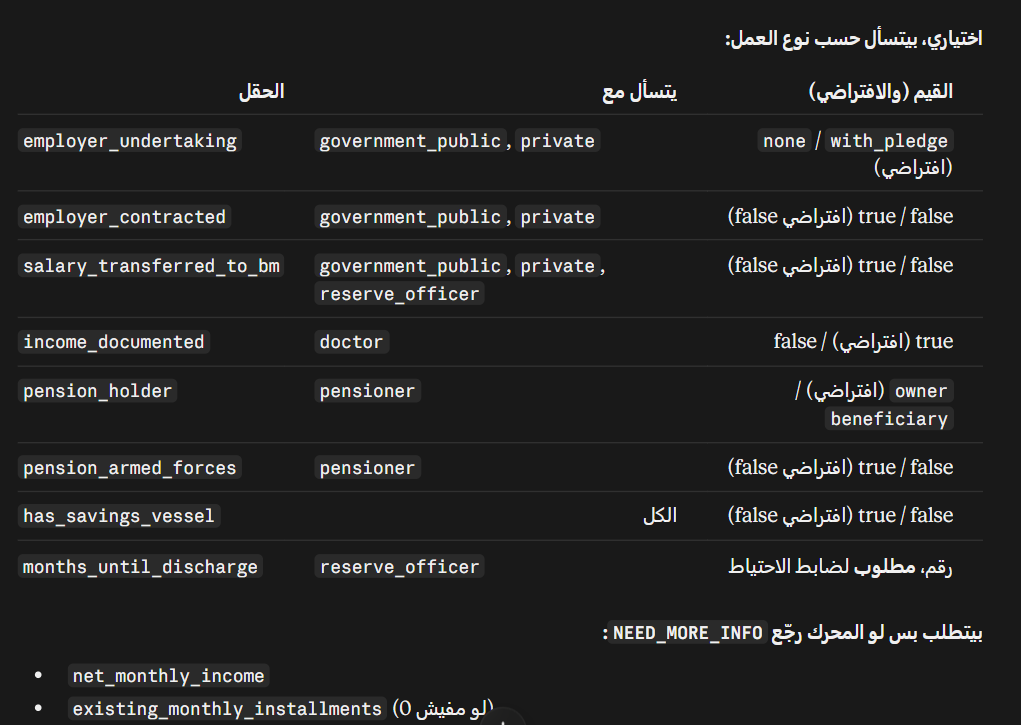 اختياري، بيتسأل حسب نوع العمل:
الحقل يتسأل مع القيم (والافتراضي)
employer_undertaking government_public, private none / with_pledge
(افتراضي)
employer_contracted government_public, private true / false (افتراضي false)
salary_transferred_to_bm government_public, private, true / false (افتراضي false)
reserve_officer
income_documented doctor true (افتراضي) / false
pension_holder pensioner owner (افتراضي) /
beneficiary
pension_armed_forces pensioner true / false (افتراضي false)
has_savings_vessel الكل true / false (افتراضي false)
months_until_discharge reserve_officer رقم، مطلوب لضابط الاحتياط
بيتطلب بس لو المحرك رجّع NEED_MORE_INFO:
• net_monthly_income
• existing_monthly_installments (لو مفيش 0)